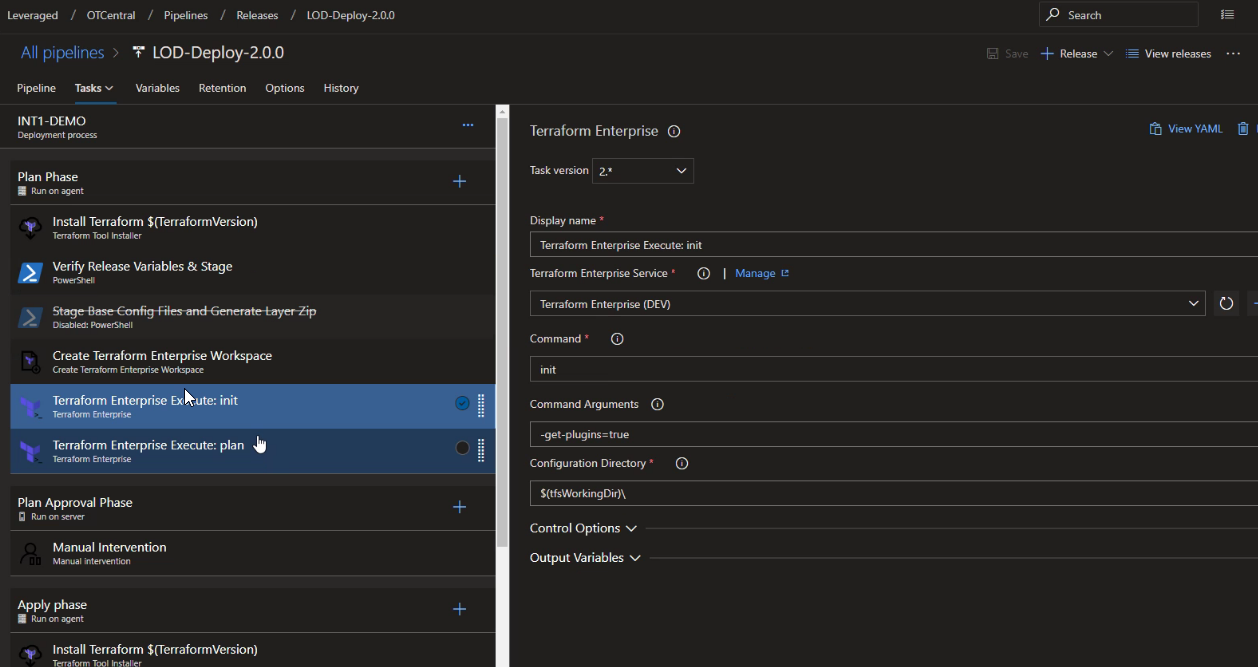 Leveraged / OTCentral / Pipelines / Releases / LOD-Deploy-2.0.0
Search
All pipelines > LOD-Deploy-2.0.0
Save
Release
View releases
Pipeline
Tasks
Variables
Retention
Options
History
INT1-DEMO
Deployment process
Plan Phase
Run on agent
Install Terraform $(TerraformVersion)
Terraform Tool Installer
Verify Release Variables & Stage
PowerShell
Stage Base Config Files and Generate Layer Zip
Disabled: PowerShell
Create Terraform Enterprise Workspace
Create Terraform Enterprise Workspace
Terraform Enterprise Execute: init
Terraform Enterprise
Terraform Enterprise Execute: plan
Terraform Enterprise
Plan Approval Phase
Run on server
Manual Intervention
Manual intervention
Apply phase
Run on agent
Install Terraform $(TerraformVersion)
Terraform Tool Installer
Terraform Enterprise
View YAML
Task version
2.*
Display name *
Terraform Enterprise Execute: init
Terraform Enterprise Service * | Manage
Terraform Enterprise (DEV)
Command *
init
Command Arguments
-get-plugins=true
Configuration Directory *
$(tfsWorkingDir)\
Control Options
Output Variables